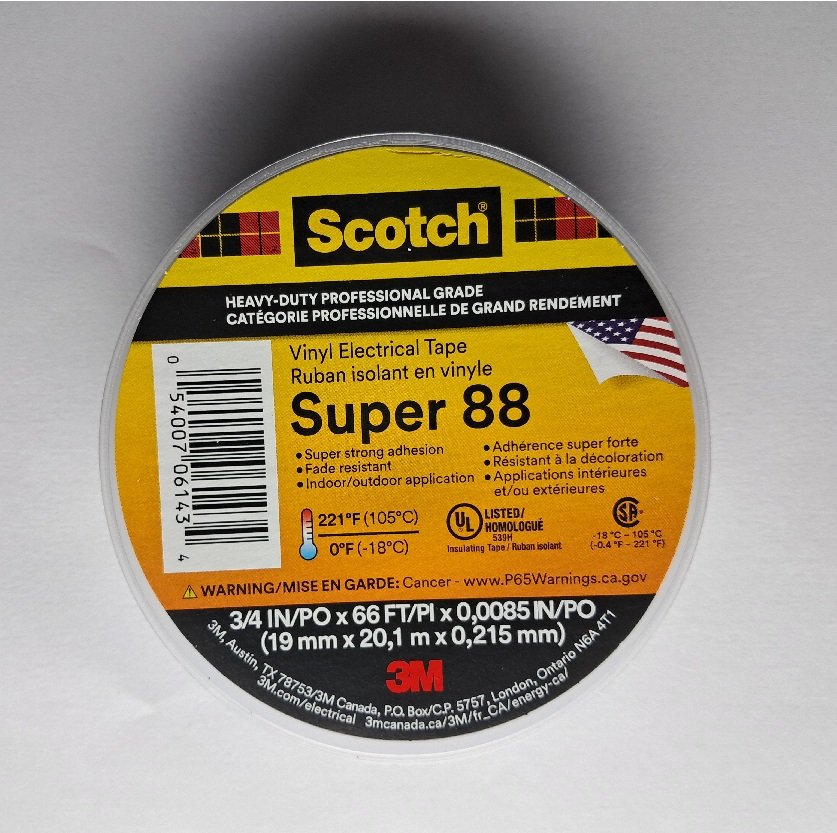 Scotch®
HEAVY-DUTY PROFESSIONAL GRADE
CATÉGORIE PROFESSIONNELLE DE GRAND RENDEMENT
Vinyl Electrical Tape
Ruban isolant en vinyle
Super 88
• Super strong adhesion
• Fade resistant
• Indoor/outdoor application
• Adhérence super forte
• Résistant à la décoloration
• Applications intérieures
et/ou extérieures
0 54007 06143 4
221°F (105°C)
0°F (-18°C)
UL
LISTED/
HOMOLOGUÉ
539H
Insulating Tape / Ruban isolant
SA
-18 °C – 105 °C
(-0.4 °F – 221 °F)
⚠ WARNING/MISE EN GARDE: Cancer - www.P65Warnings.ca.gov
3/4 IN/PO x 66 FT/PI x 0,0085 IN/PO
(19 mm x 20,1 m x 0,215 mm)
3M
3M, Austin, TX 78753/3M Canada, P.O. Box/C.P. 5757, London, Ontario N6A 4T1
3M.com/electrical 3mcanada.ca/3M/fr_CA/energy-ca/